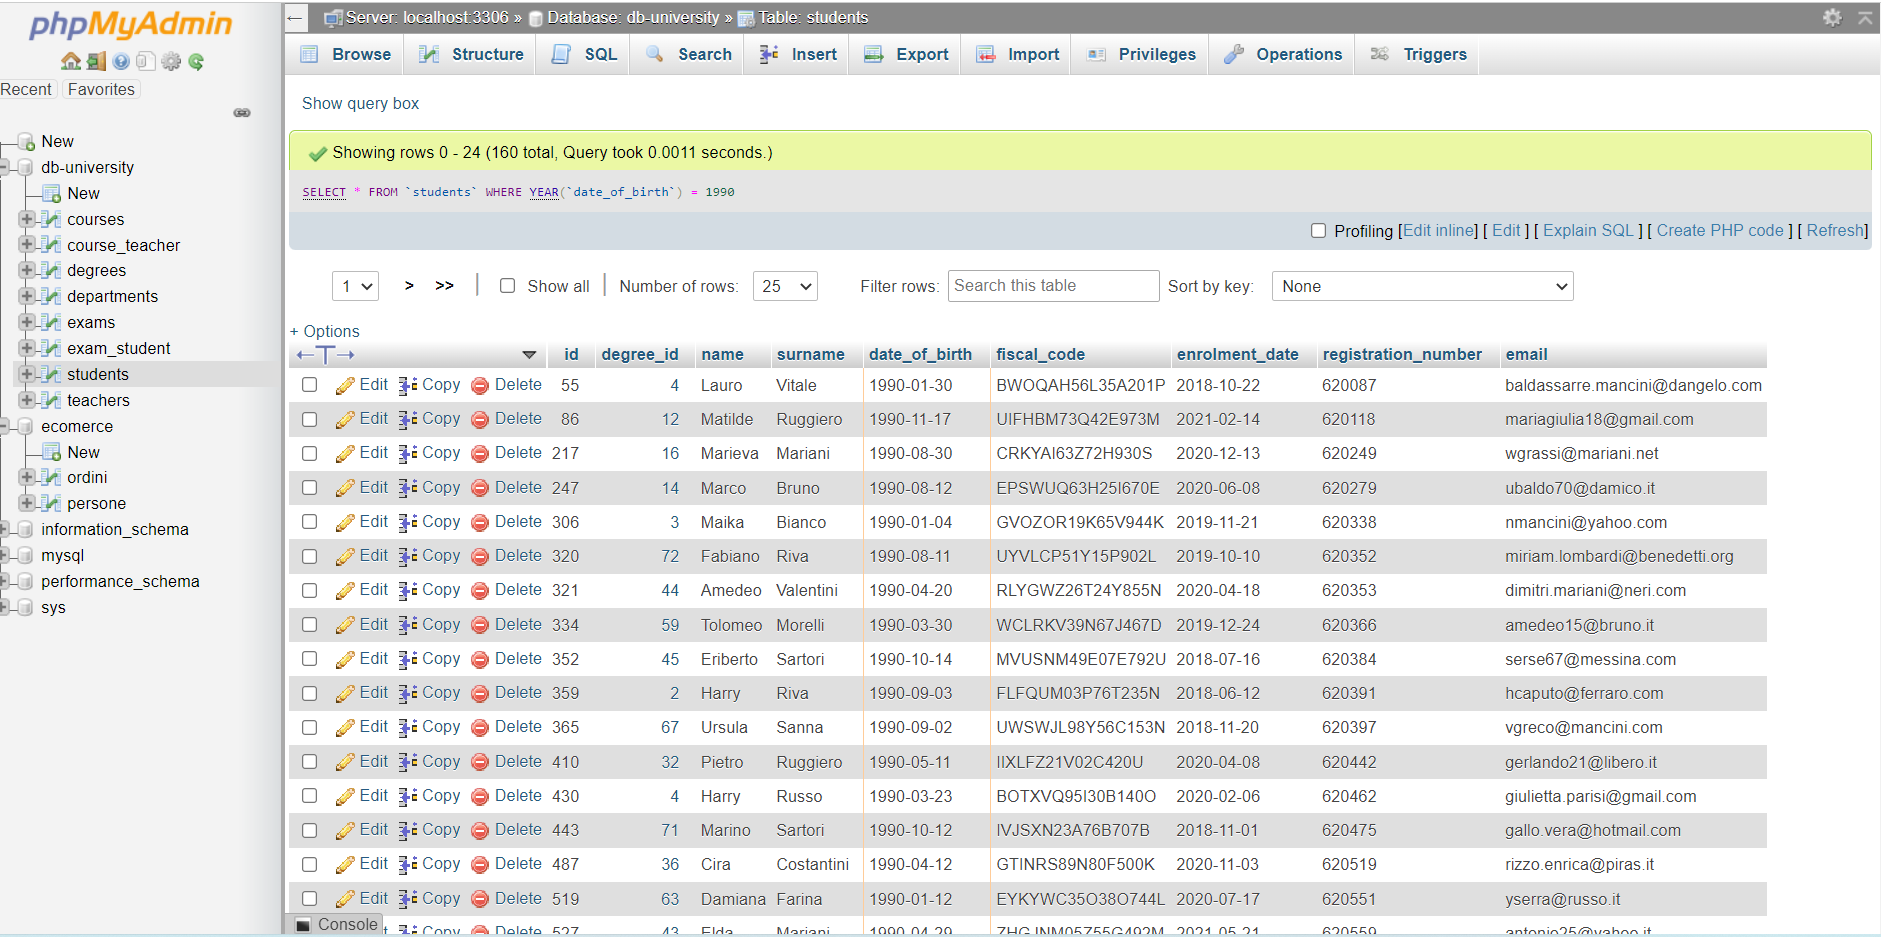 phpMyAdmin
Recent Favorites
New
db-university
New
courses
course_teacher
degrees
departments
exams
exam_student
students
teachers
ecomerce
New
ordini
persone
information_schema
mysql
performance_schema
sys
Server: localhost:3306 » Database: db-university » Table: students
Browse Structure SQL Search Insert Export Import Privileges Operations Triggers
Show query box
Showing rows 0 - 24 (160 total, Query took 0.0011 seconds.)
SELECT * FROM `students` WHERE YEAR(`date_of_birth`) = 1990
Profiling [Edit inline] [ Edit ] [ Explain SQL ] [ Create PHP code ] [ Refresh]
1 > >> | Show all | Number of rows: 25 Filter rows: Search this table Sort by key: None
+ Options
←T→ id degree_id name surname date_of_birth fiscal_code enrolment_date registration_number email
Edit Copy Delete 55 4 Lauro Vitale 1990-01-30 BWOQAH56L35A201P 2018-10-22 620087 baldassarre.mancini@dangelo.com
Edit Copy Delete 86 12 Matilde Ruggiero 1990-11-17 UIFHBM73Q42E973M 2021-02-14 620118 mariagiulia18@gmail.com
Edit Copy Delete 217 16 Marieva Mariani 1990-08-30 CRKYAI63Z72H930S 2020-12-13 620249 wgrassi@mariani.net
Edit Copy Delete 247 14 Marco Bruno 1990-08-12 EPSWUQ63H25I670E 2020-06-08 620279 ubaldo70@damico.it
Edit Copy Delete 306 3 Maika Bianco 1990-01-04 GVOZOR19K65V944K 2019-11-21 620338 nmancini@yahoo.com
Edit Copy Delete 320 72 Fabiano Riva 1990-08-11 UYVLCP51Y15P902L 2019-10-10 620352 miriam.lombardi@benedetti.org
Edit Copy Delete 321 44 Amedeo Valentini 1990-04-20 RLYGWZ26T24Y855N 2020-04-18 620353 dimitri.mariani@neri.com
Edit Copy Delete 334 59 Tolomeo Morelli 1990-03-30 WCLRKV39N67J467D 2019-12-24 620366 amedeo15@bruno.it
Edit Copy Delete 352 45 Eriberto Sartori 1990-10-14 MVUSNM49E07E792U 2018-07-16 620384 serse67@messina.com
Edit Copy Delete 359 2 Harry Riva 1990-09-03 FLFQUM03P76T235N 2018-06-12 620391 hcaputo@ferraro.com
Edit Copy Delete 365 67 Ursula Sanna 1990-09-02 UWSWJL98Y56C153N 2018-11-20 620397 vgreco@mancini.com
Edit Copy Delete 410 32 Pietro Ruggiero 1990-05-11 IIXLFZ21V02C420U 2020-04-08 620442 gerlando21@libero.it
Edit Copy Delete 430 4 Harry Russo 1990-03-23 BOTXVQ95I30B140O 2020-02-06 620462 giulietta.parisi@gmail.com
Edit Copy Delete 443 71 Marino Sartori 1990-10-12 IVJSXN23A76B707B 2018-11-01 620475 gallo.vera@hotmail.com
Edit Copy Delete 487 36 Cira Costantini 1990-04-12 GTINRS89N80F500K 2020-11-03 620519 rizzo.enrica@piras.it
Edit Copy Delete 519 63 Damiana Farina 1990-01-12 EYKYWC35O38O744L 2020-07-17 620551 yserra@russo.it
Copy Delete 527 43 Elda Mariani 1990-04-29 ZHGJNM05Z55G492M 2021-05-21 620559 antonio25@yahoo.it
Console